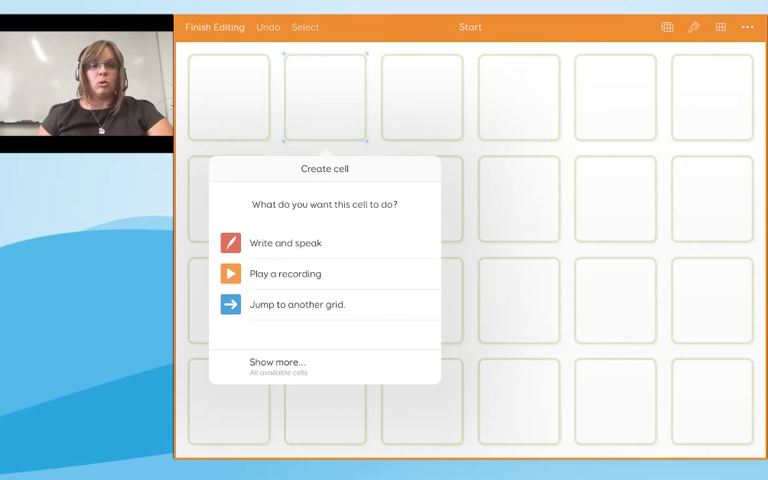 Finish Editing Undo Select Start
Create cell
What do you want this cell to do?
Write and speak
Play a recording
Jump to another grid.
Show more...
All available cells